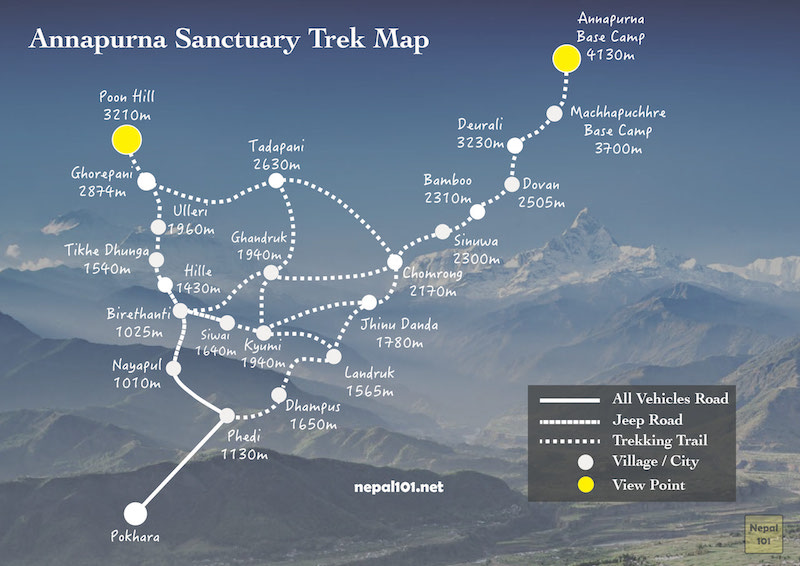 Annapurna Sanctuary Trek Map
Annapurna
Base Camp
4130m
Poon Hill
3210m
Machhapuchhre
Base Camp
3700m
Deurali
3230m
Tadapani
2630m
Ghorepani
2874m
Bamboo
2310m
Dovan
2505m
Ulleri
1960m
Ghandruk
1940m
Sinuwa
2300m
Tikhe Dhunga
1540m
Hille
1430m
Chomrong
2170m
Birethanti
1025m
Siwai
1640m
Kyumi
1940m
Jhinu Danda
1780m
Nayapul
1010m
Landruk
1565m
Dhampus
1650m
Phedi
1130m
Pokhara
All Vehicles Road
Jeep Road
Trekking Trail
Village / City
View Point
nepal101.net
Nepal
101